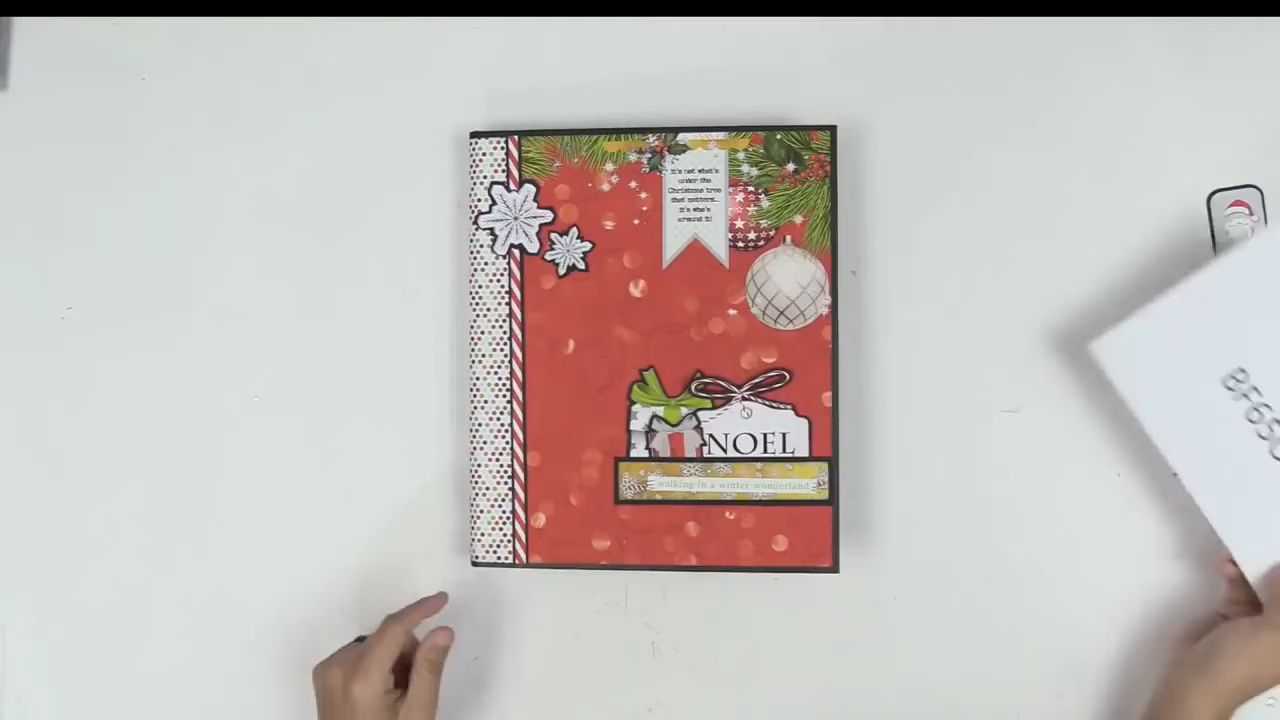 It's not what's
under the
Christmas tree
that matters...
it's who's
around it!
NOEL
walking in a winter wonderland